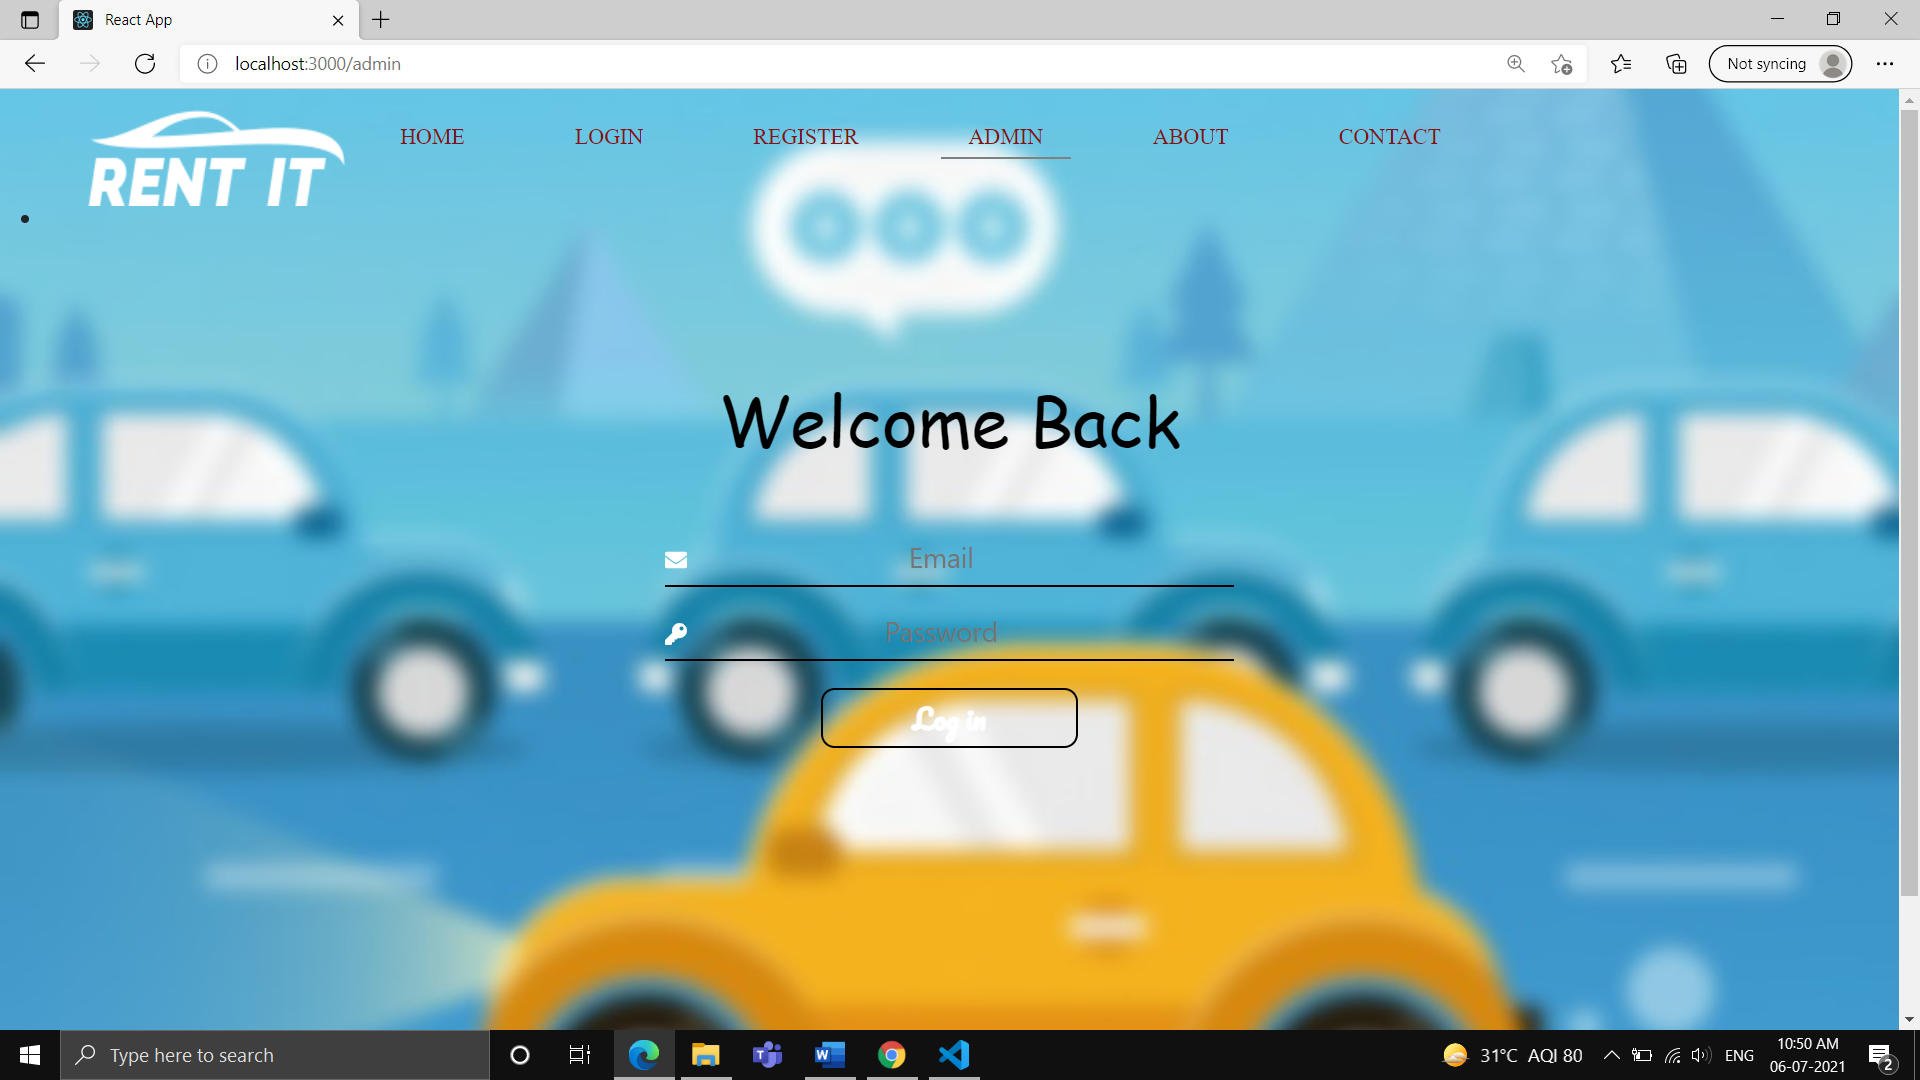 React App
localhost:3000/admin
Not syncing
RENT IT
HOME LOGIN REGISTER ADMIN ABOUT CONTACT
Welcome Back
Email
Password
Log in
Type here to search
31°C AQI 80
ENG
10:50 AM
06-07-2021
2